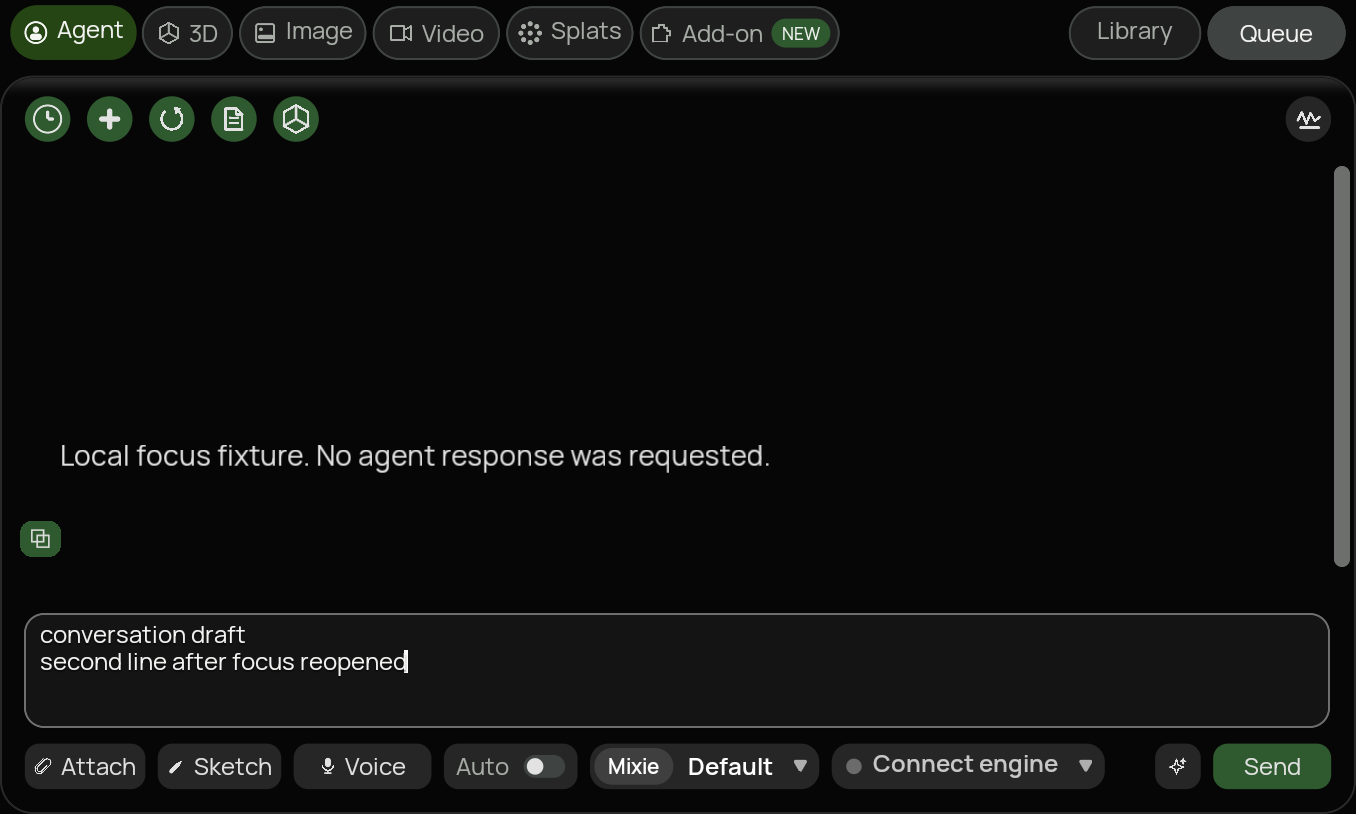 Agent
3D
Image
Video
Splats
Add-on NEW
Library
Queue
Local focus fixture. No agent response was requested.
conversation draft
second line after focus reopened
Attach
Sketch
Voice
Auto
Mixie Default
Connect engine
Send